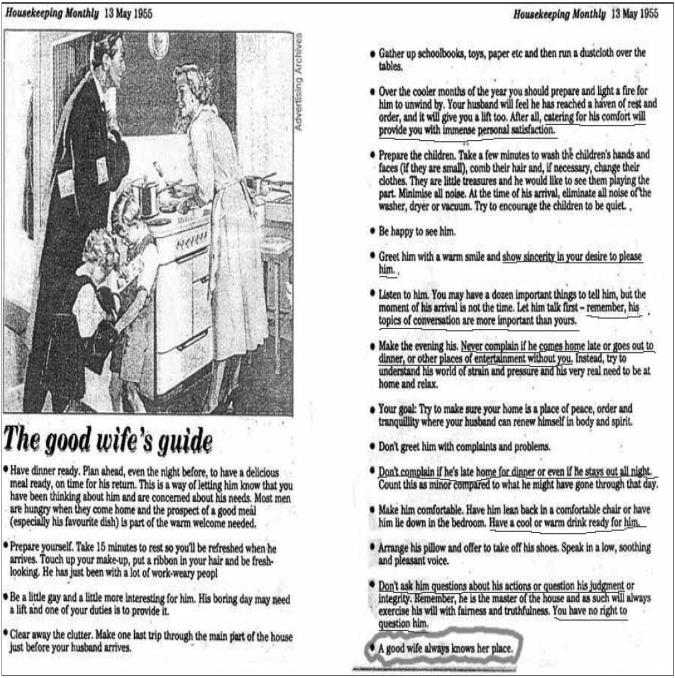 Housekeeping Monthly 13 May 1955
Advertising Archives
The good wife's guide
• Have dinner ready. Plan ahead, even the night before, to have a delicious
meal ready, on time for his return. This is a way of letting him know that you
have been thinking about him and are concerned about his needs. Most men
are hungry when they come home and the prospect of a good meal
(especially his favourite dish) is part of the warm welcome needed.
• Prepare yourself. Take 15 minutes to rest so you'll be refreshed when he
arrives. Touch up your make-up, put a ribbon in your hair and be fresh-
looking. He has just been with a lot of work-weary peopl
• Be a little gay and a little more interesting for him. His boring day may need
a lift and one of your duties is to provide it.
• Clear away the clutter. Make one last trip through the main part of the house
just before your husband arrives.
Housekeeping Monthly 13 May 1955
• Gather up schoolbooks, toys, paper etc and then run a dustcloth over the
tables.
• Over the cooler months of the year you should prepare and light a fire for
him to unwind by. Your husband will feel he has reached a haven of rest and
order, and it will give you a lift too. After all, catering for his comfort will
provide you with immense personal satisfaction.
• Prepare the children. Take a few minutes to wash the children's hands and
faces (if they are small), comb their hair and, if necessary, change their
clothes. They are little treasures and he would like to see them playing the
part. Minimise all noise. At the time of his arrival, eliminate all noise of the
washer, dryer or vacuum. Try to encourage the children to be quiet.
• Be happy to see him.
• Greet him with a warm smile and show sincerity in your desire to please
him.
• Listen to him. You may have a dozen important things to tell him, but the
moment of his arrival is not the time. Let him talk first – remember, his
topics of conversation are more important than yours.
• Make the evening his. Never complain if he comes home late or goes out to
dinner, or other places of entertainment without you. Instead, try to
understand his world of strain and pressure and his very real need to be at
home and relax.
• Your goal: Try to make sure your home is a place of peace, order and
tranquillity where your husband can renew himself in body and spirit.
• Don't greet him with complaints and problems.
• Don't complain if he's late home for dinner or even if he stays out all night.
Count this as minor compared to what he might have gone through that day.
• Make him comfortable. Have him lean back in a comfortable chair or have
him lie down in the bedroom. Have a cool or warm drink ready for him.
• Arrange his pillow and offer to take off his shoes. Speak in a low, soothing
and pleasant voice.
• Don't ask him questions about his actions or question his judgment or
integrity. Remember, he is the master of the house and as such will always
exercise his will with fairness and truthfulness. You have no right to
question him.
• A good wife always knows her place.